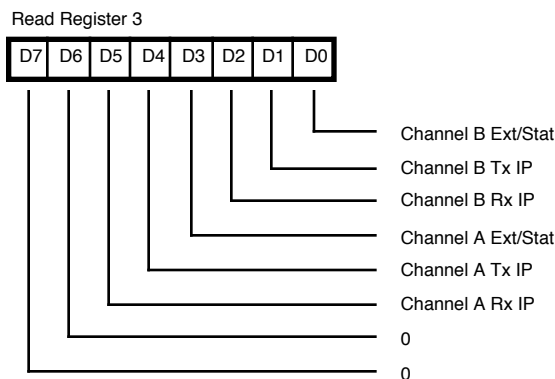 Read Register 3
D7 D6 D5 D4 D3 D2 D1 D0
Channel B Ext/Stat
Channel B Tx IP
Channel B Rx IP
Channel A Ext/Stat
Channel A Tx IP
Channel A Rx IP
0
0